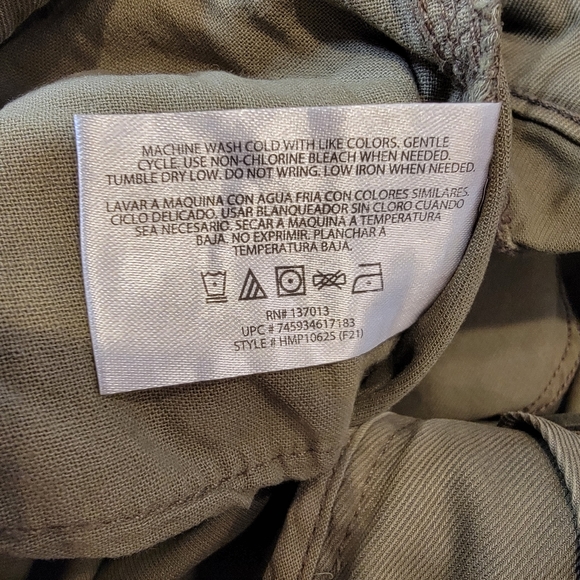 MACHINE WASH COLD WITH LIKE COLORS. GENTLE
CYCLE. USE NON-CHLORINE BLEACH WHEN NEEDED.
TUMBLE DRY LOW. DO NOT WRING. LOW IRON WHEN NEEDED.
LAVAR A MAQUINA CON AGUA FRIA CON COLORES SIMILARES.
CICLO DELICADO. USAR BLANQUEADOR SIN CLORO CUANDO
SEA NECESARIO. SECAR A MAQUINA A TEMPERATURA
BAJA. NO EXPRIMIR. PLANCHAR A
TEMPERATURA BAJA.
RN# 137013
UPC # 745934617183
STYLE # HMP10625 (F21)